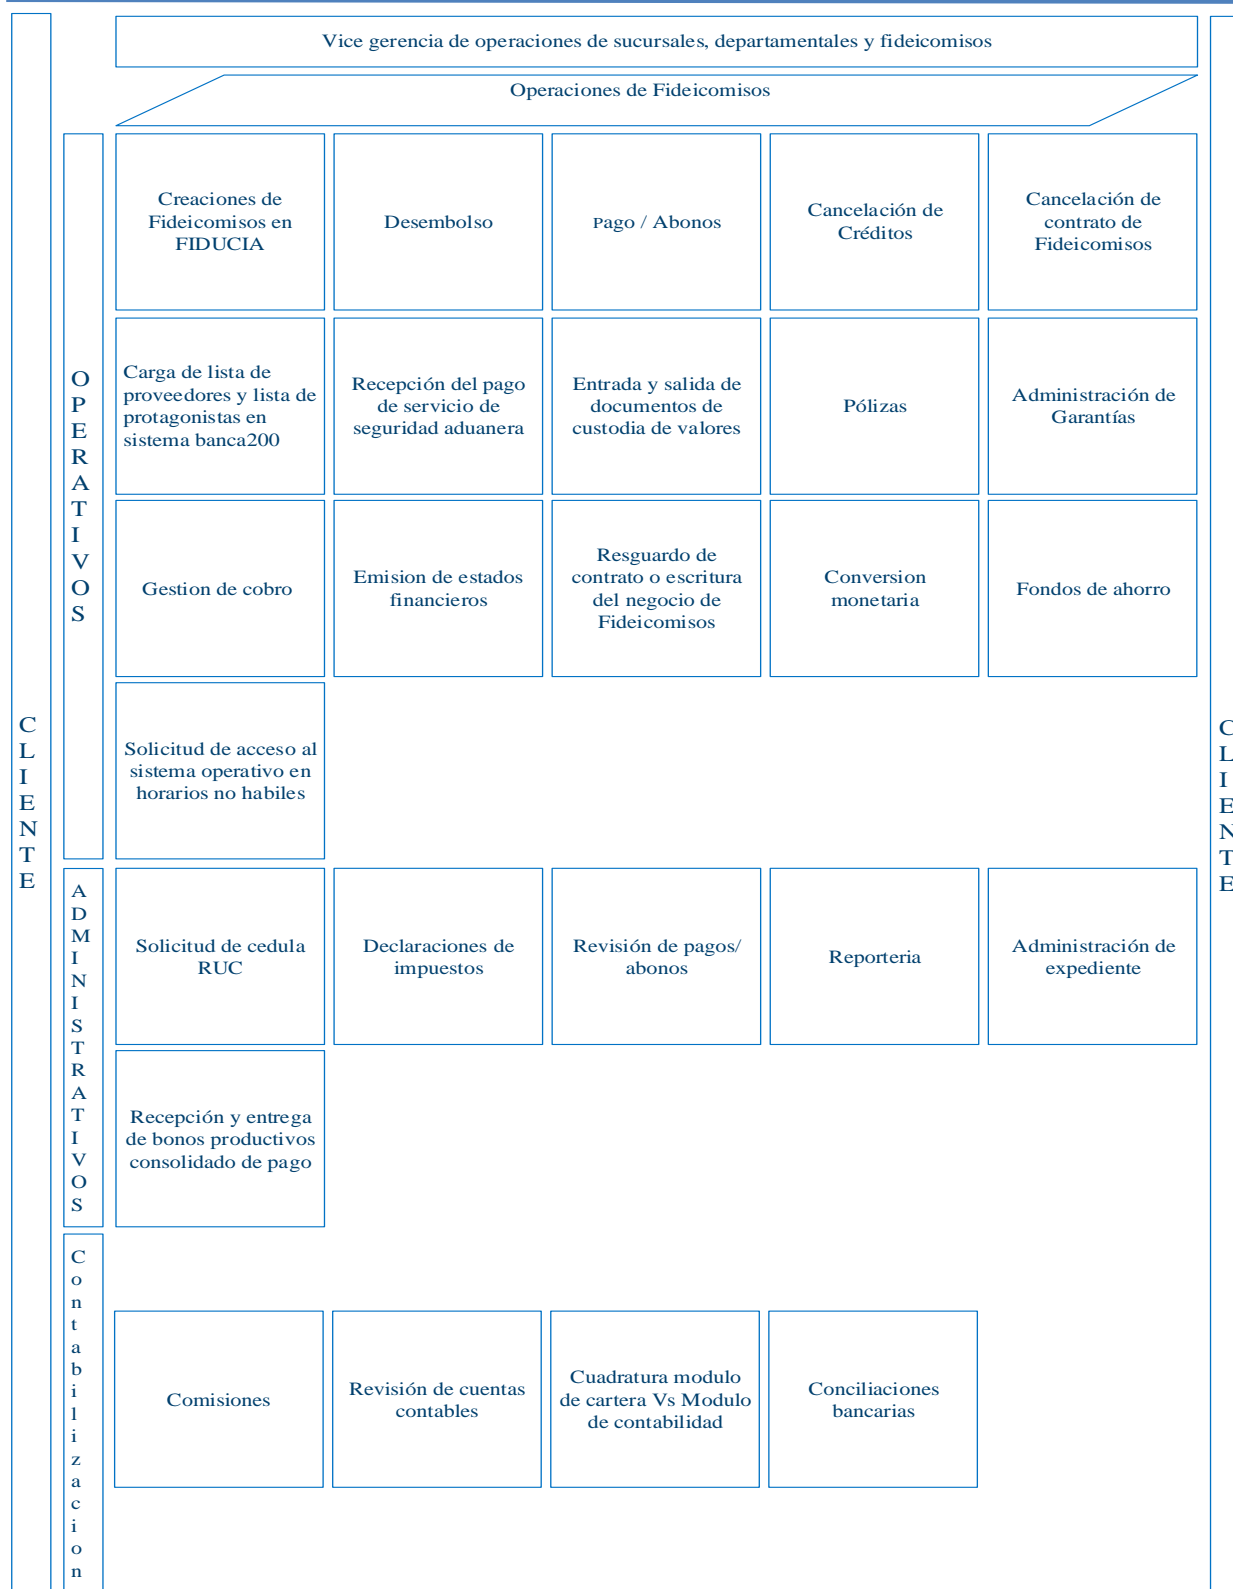 Vice gerencia de operaciones de sucursales, departamentales y fideicomisos
Operaciones de Fideicomisos
CLIENTE
OPERATIVOS
Creaciones de
Fideicomisos en
FIDUCIA
Desembolso
Pago / Abonos
Cancelación de
Créditos
Cancelación de
contrato de
Fideicomisos
Carga de lista de
proveedores y lista de
protagonistas en
sistema banca200
Recepción del pago
de servicio de
seguridad aduanera
Entrada y salida de
documentos de
custodia de valores
Pólizas
Administración de
Garantías
Gestion de cobro
Emision de estados
financieros
Resguardo de
contrato o escritura
del negocio de
Fideicomisos
Conversion
monetaria
Fondos de ahorro
Solicitud de acceso al
sistema operativo en
horarios no habiles
ADMINISTRATIVOS
Solicitud de cedula
RUC
Declaraciones de
impuestos
Revisión de pagos/
abonos
Reporteria
Administración de
expediente
Recepción y entrega
de bonos productivos
consolidado de pago
Contabilizacion
Comisiones
Revisión de cuentas
contables
Cuadratura modulo
de cartera Vs Modulo
de contabilidad
Conciliaciones
bancarias
CLIENTE